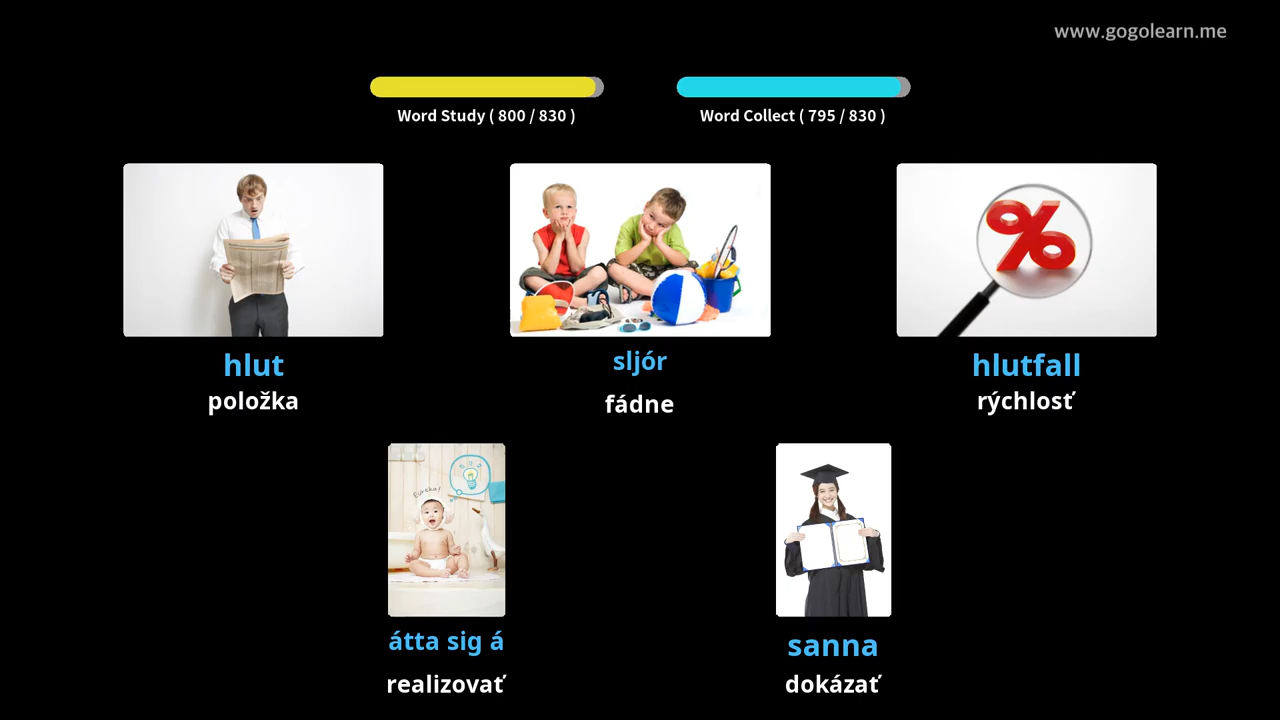 www.gogolearn.me
Word Study ( 800 / 830 )
Word Collect ( 795 / 830 )
hlut
položka
sljór
fádne
hlutfall
rýchlosť
Eureka!
átta sig á
realizovať
sanna
dokázať